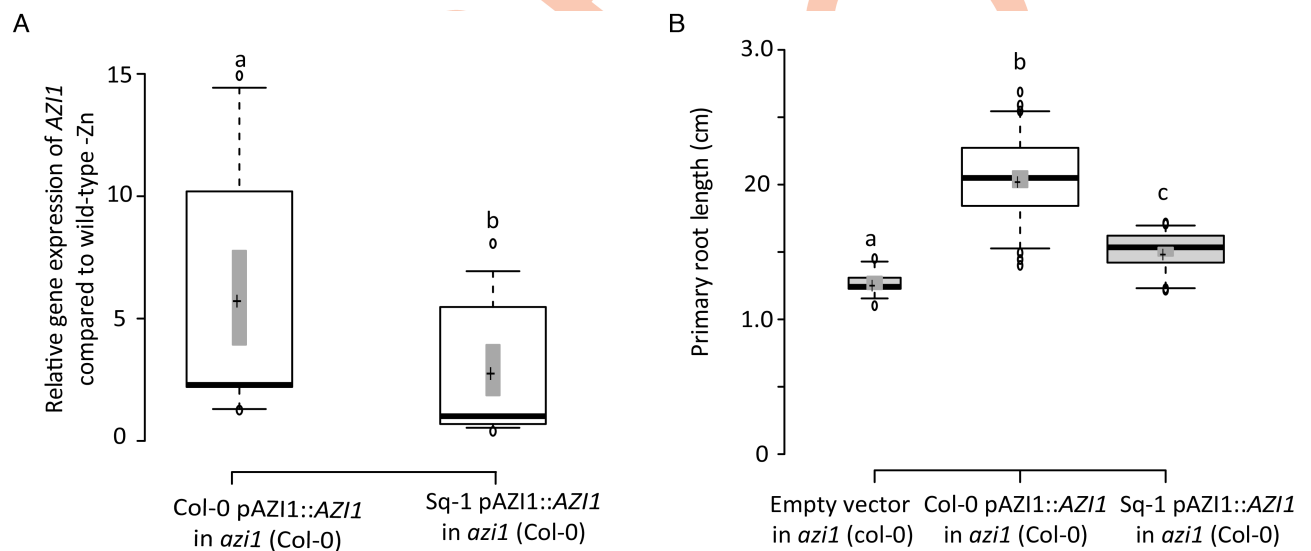 A
Relative gene expression of AZI1
compared to wild-type -Zn
15
10
5
0
a
b
Col-0 pAZI1::AZI1
in azi1 (Col-0)
Sq-1 pAZI1::AZI1
in azi1 (Col-0)
B
Primary root length (cm)
3.0
20
1.0
0
a
b
c
Empty vector
in azi1 (col-0)
Col-0 pAZI1::AZI1
in azi1 (Col-0)
Sq-1 pAZI1::AZI1
in azi1 (Col-0)